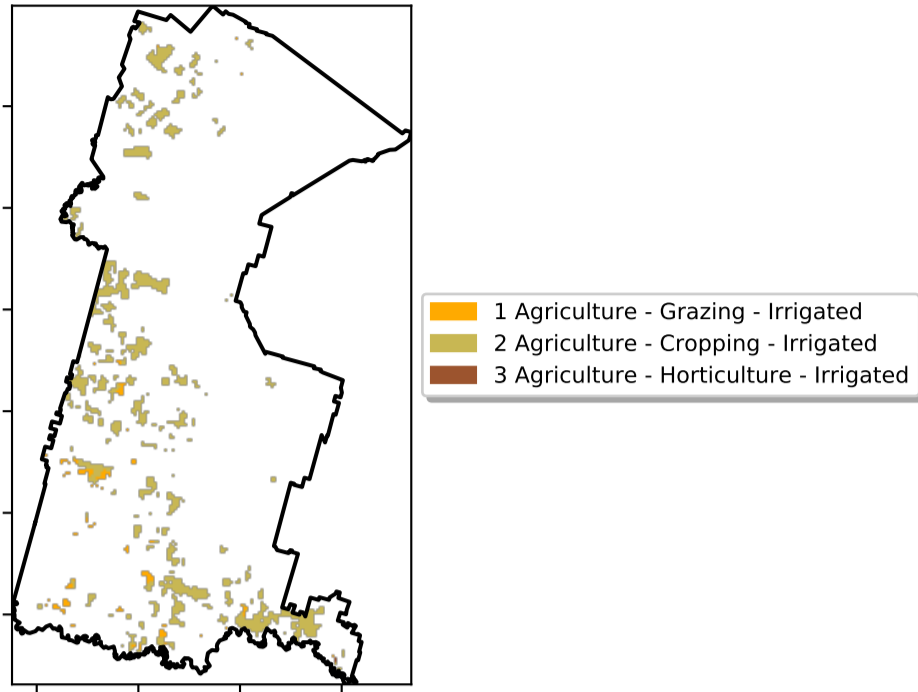 1 Agriculture - Grazing - Irrigated
2 Agriculture - Cropping - Irrigated
3 Agriculture - Horticulture - Irrigated